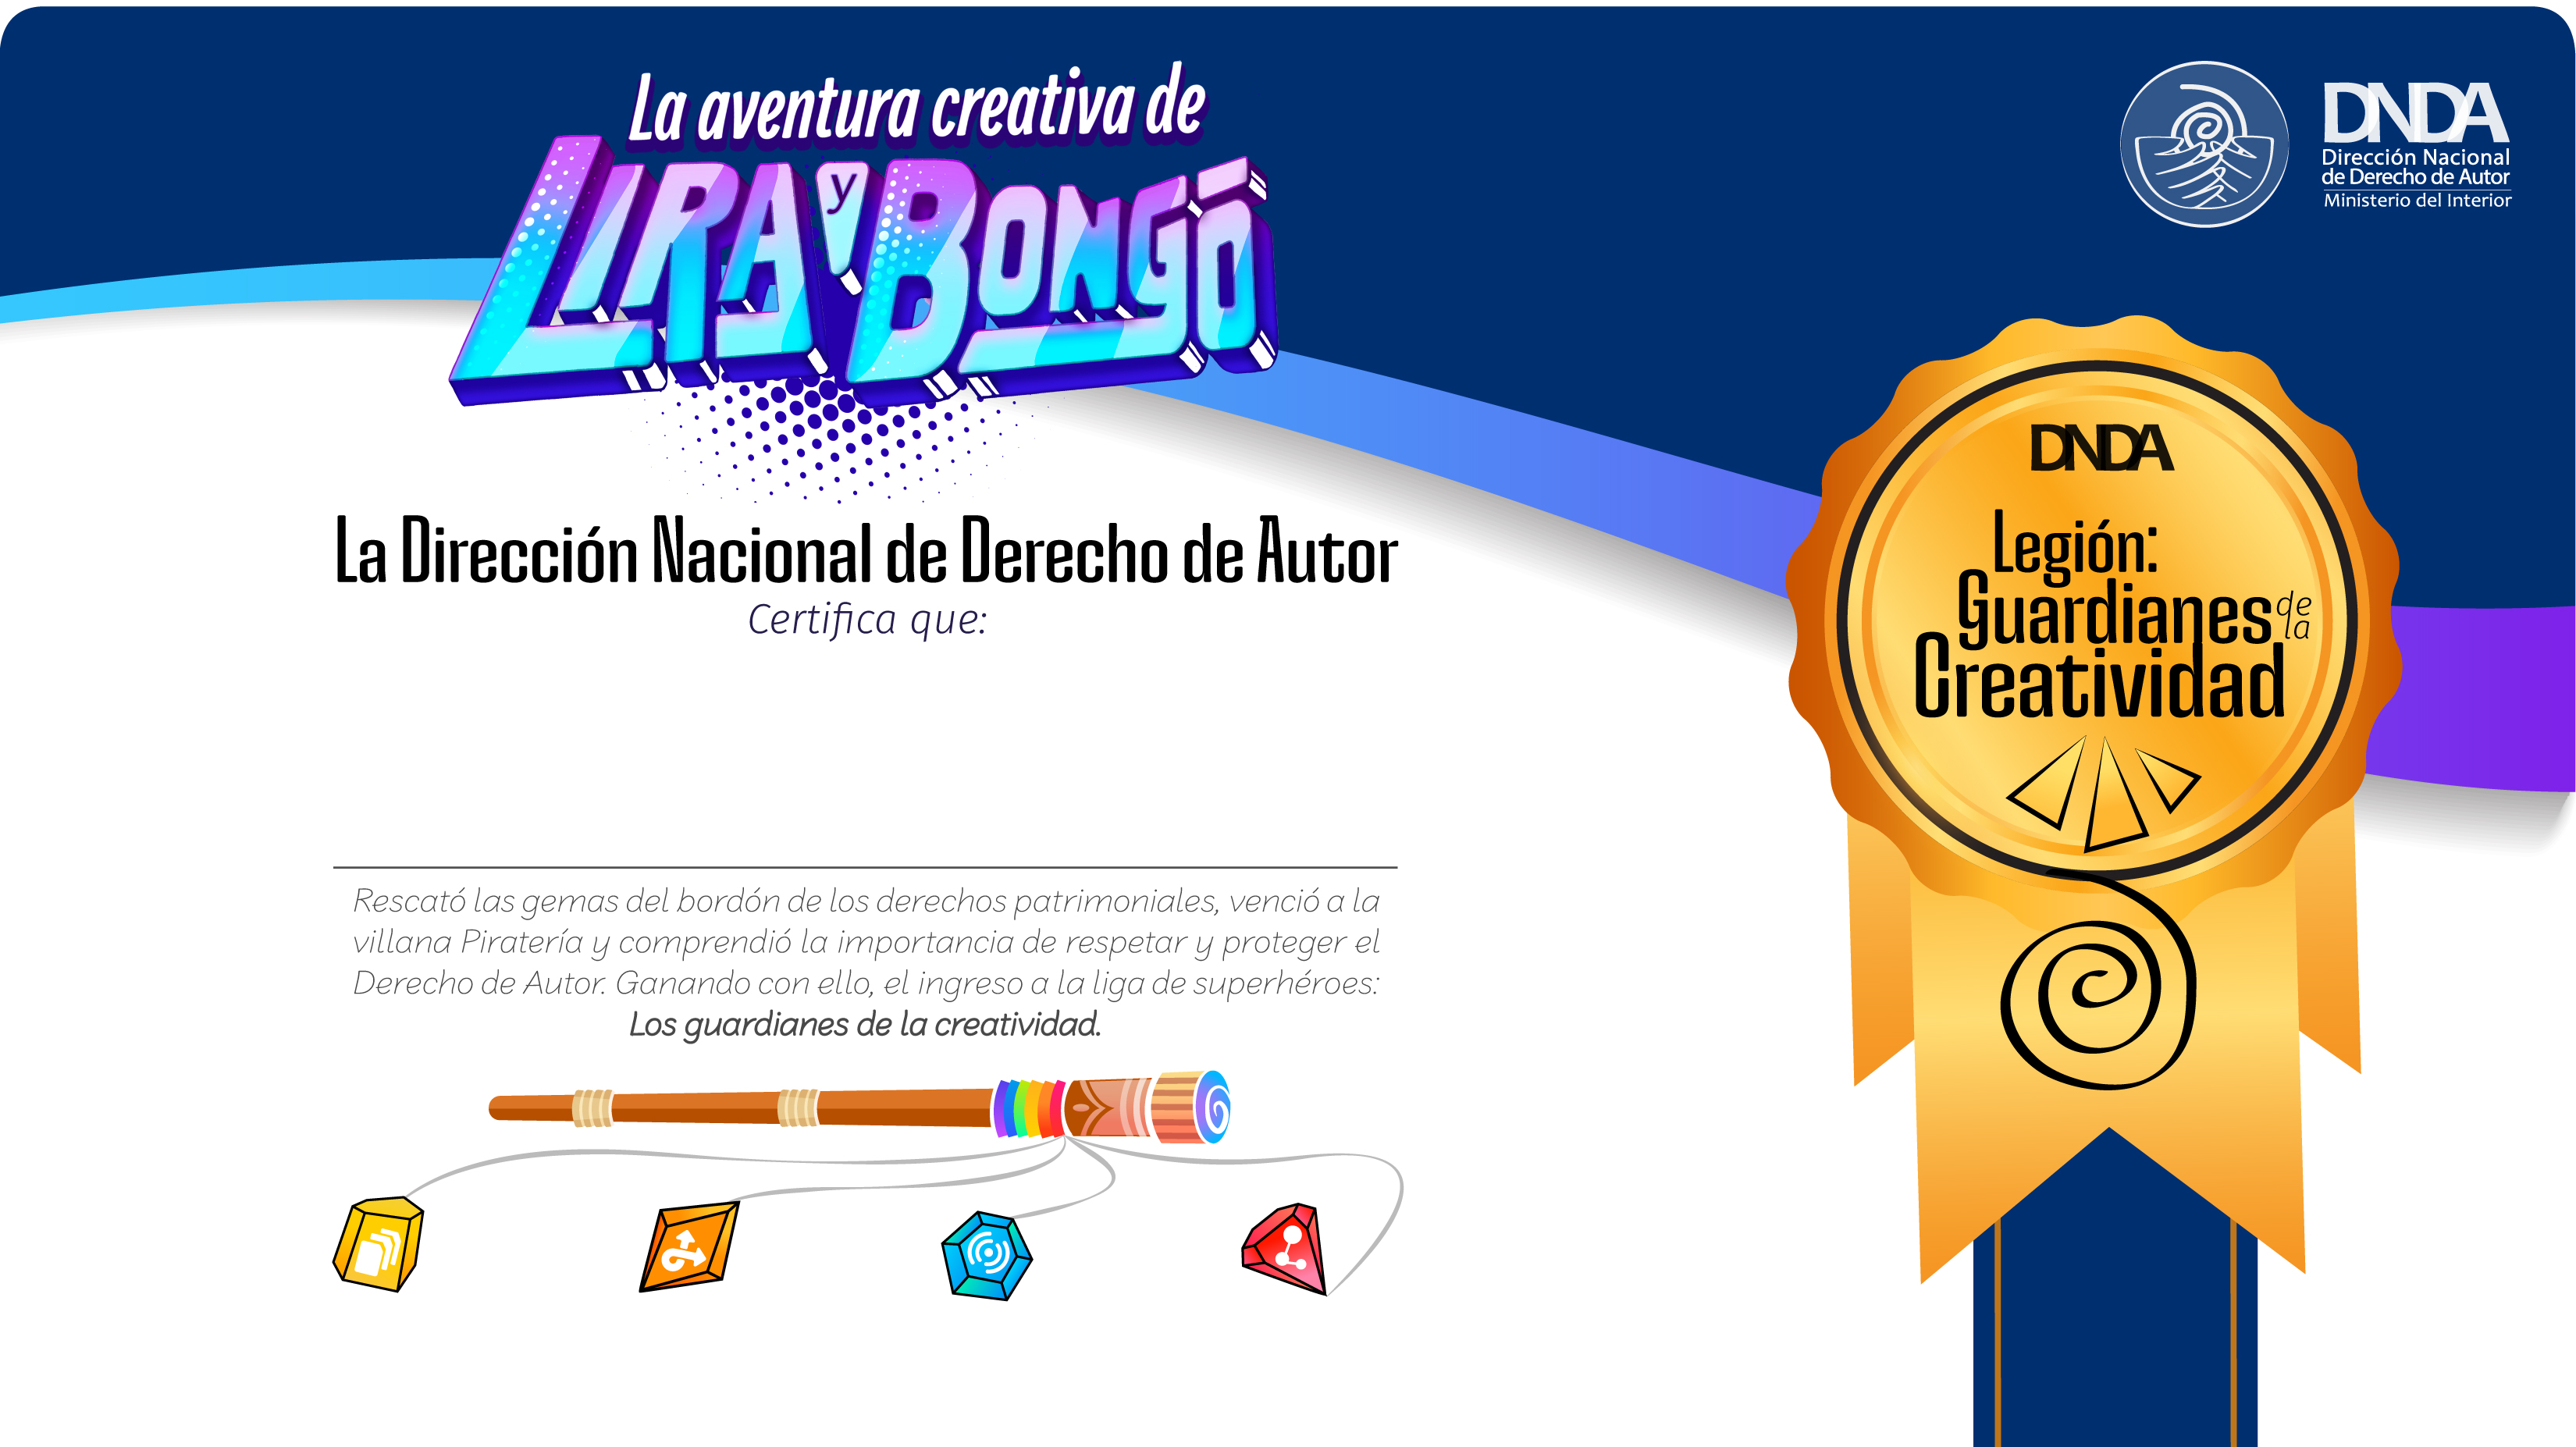 La aventura creativa de
LIRA y BONGÓ
DNDA
Dirección Nacional
de Derecho de Autor
Ministerio del Interior
La Dirección Nacional de Derecho de Autor
Certifica que:
Rescató las gemas del bordón de los derechos patrimoniales, venció a la
villana Piratería y comprendió la importancia de respetar y proteger el
Derecho de Autor. Ganando con ello, el ingreso a la liga de superhéroes:
Los guardianes de la creatividad.
DNDA
Legión:
Guardianes de la
Creatividad